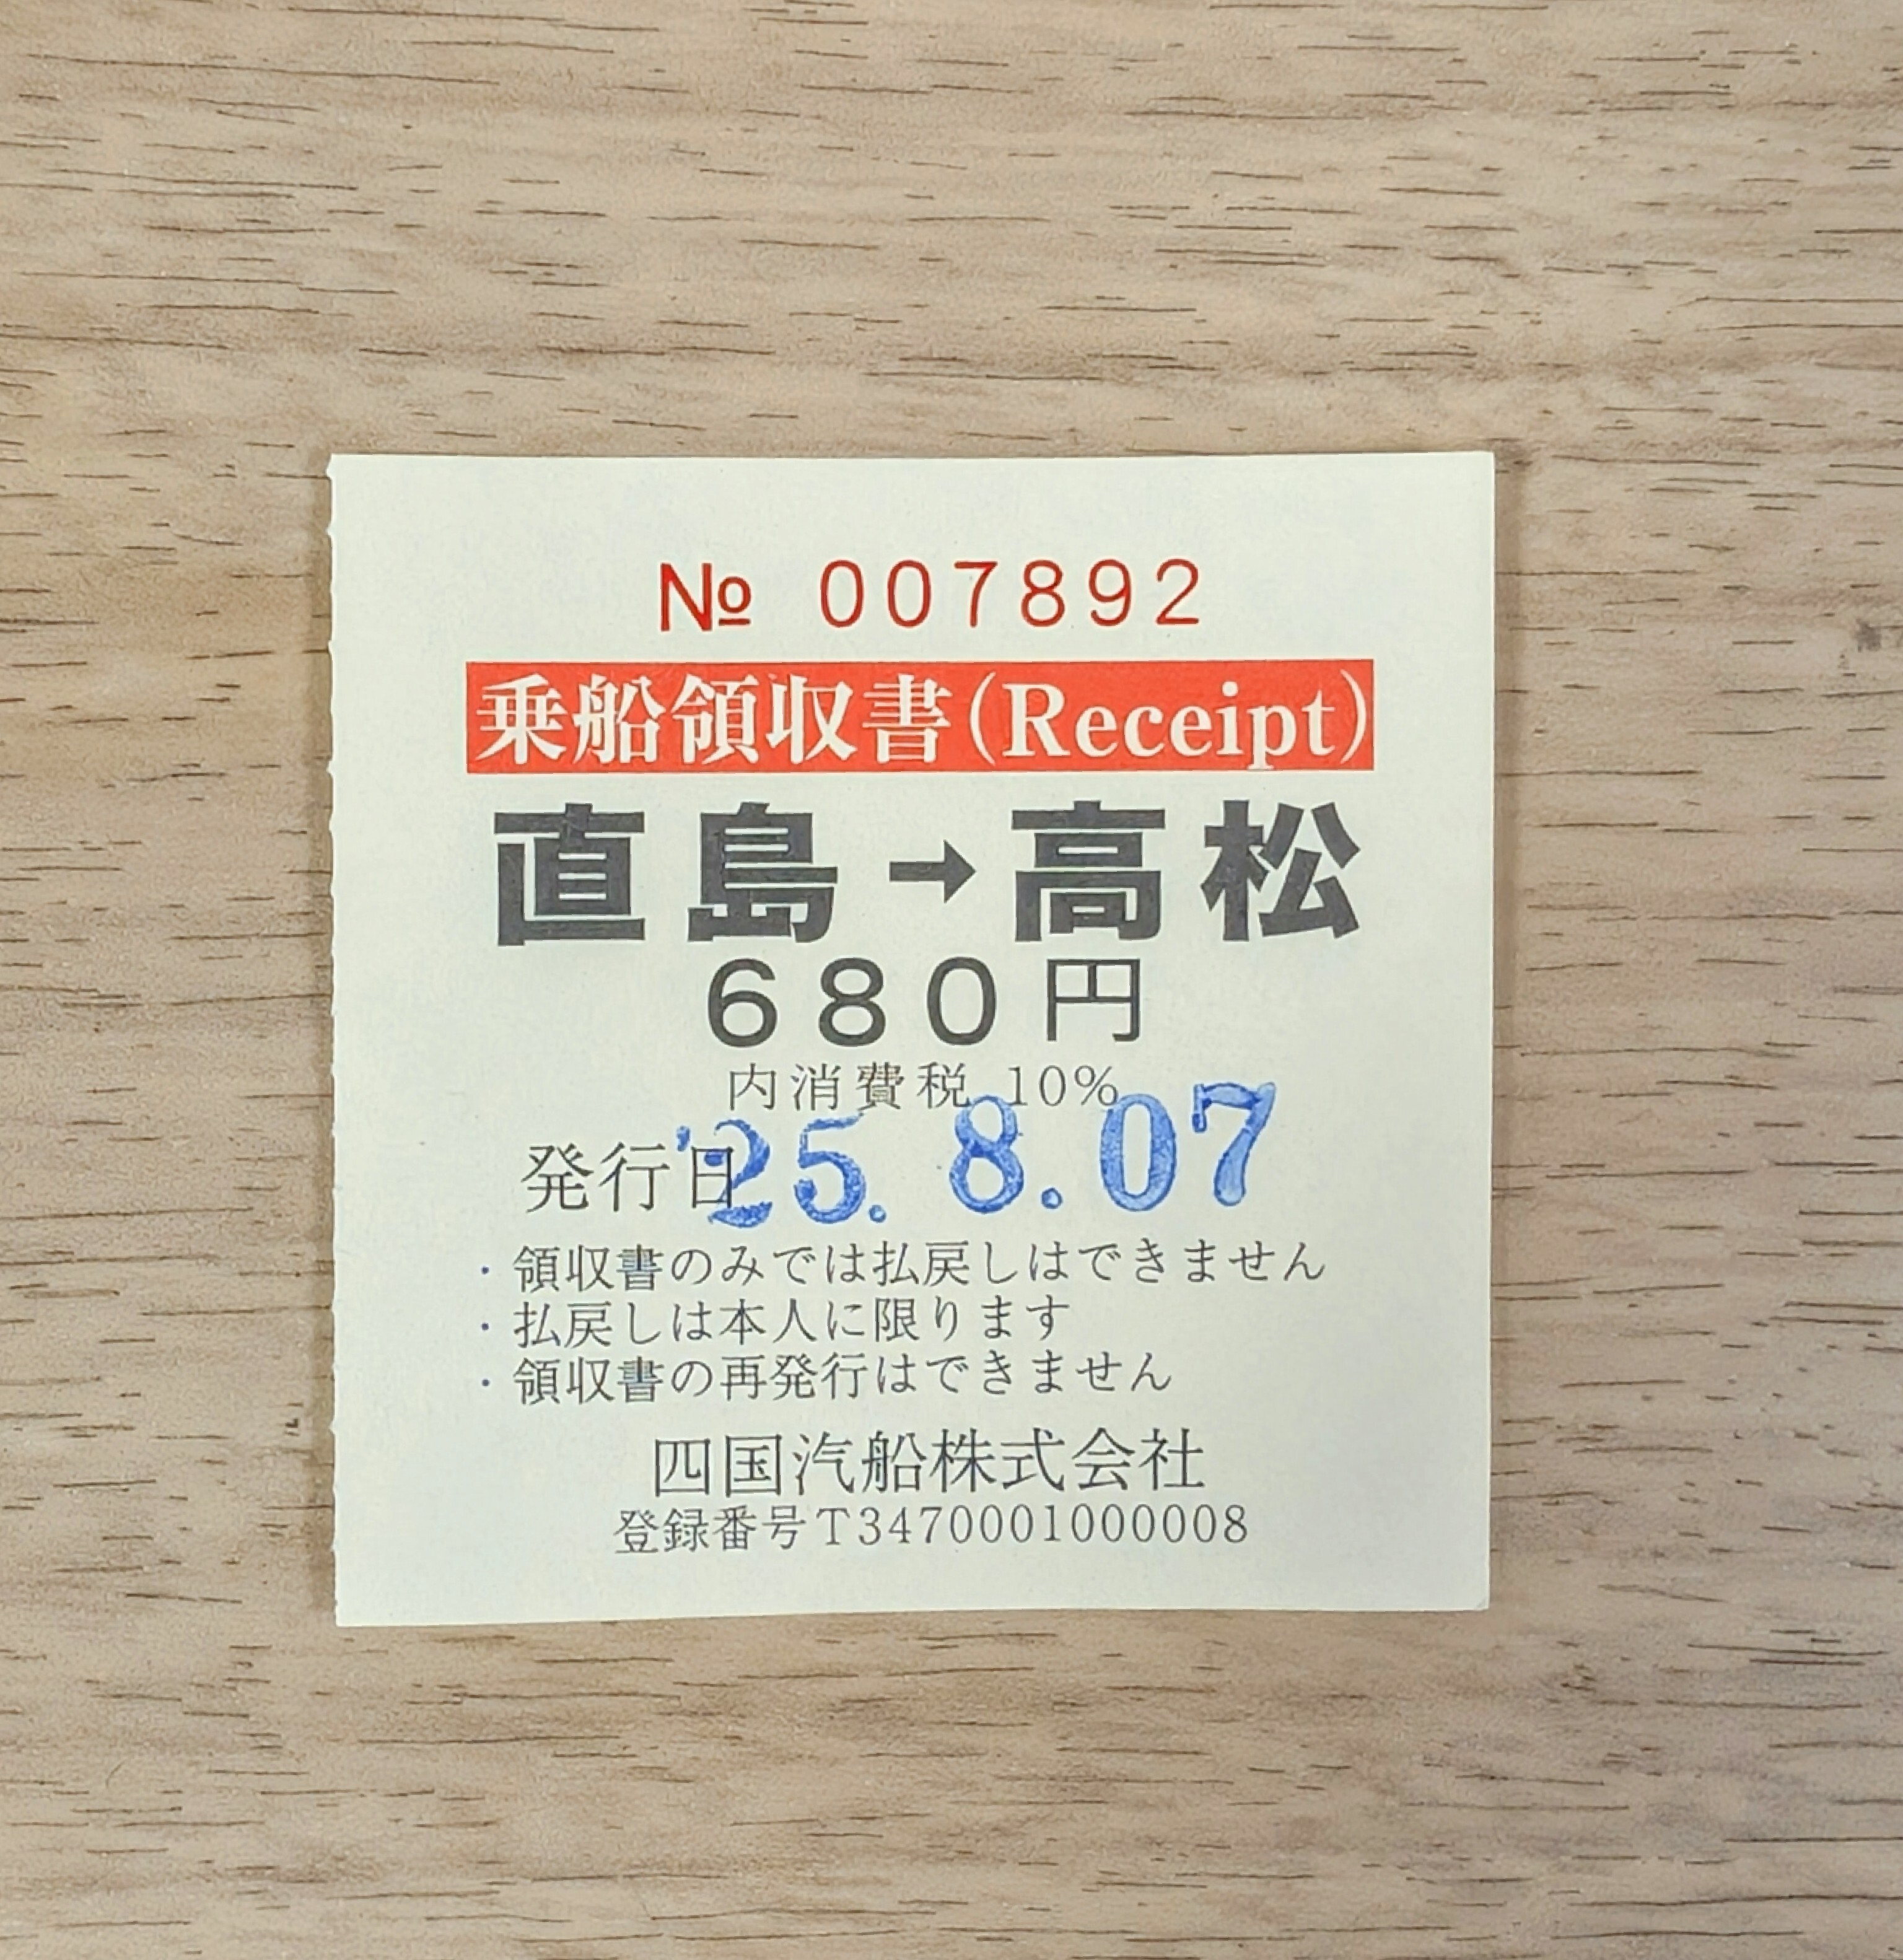 № 007892
乗船領収書(Receipt)
直島→高松
680円
内消費税 10%
発行日 '25. 8. 07
・領収書のみでは払戻しはできません
・払戻しは本人に限ります
・領収書の再発行はできません
四国汽船株式会社
登録番号T3470001000008